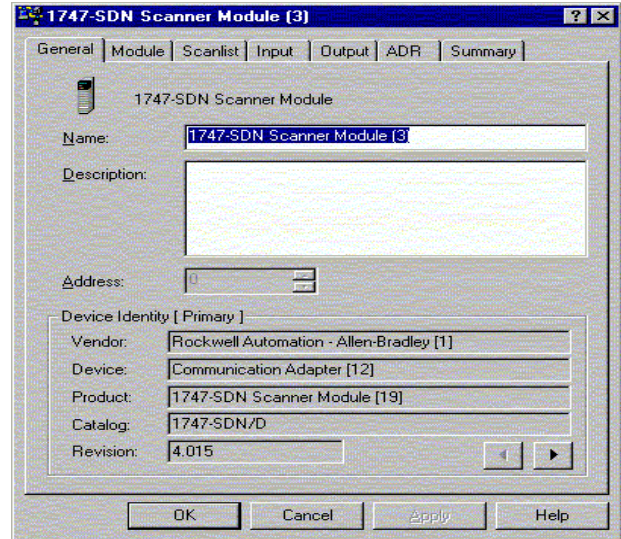 1747-SDN Scanner Module (3)
General Module Scanlist Input Output ADR Summary
1747-SDN Scanner Module
Name: 1747-SDN Scanner Module (3)
Description:
Address: 0
Device Identity [ Primary ]
Vendor: Rockwell Automation - Allen-Bradley [1]
Device: Communication Adapter [12]
Product: 1747-SDN Scanner Module [19]
Catalog: 1747-SDN/D
Revision: 4.015
OK Cancel Apply Help